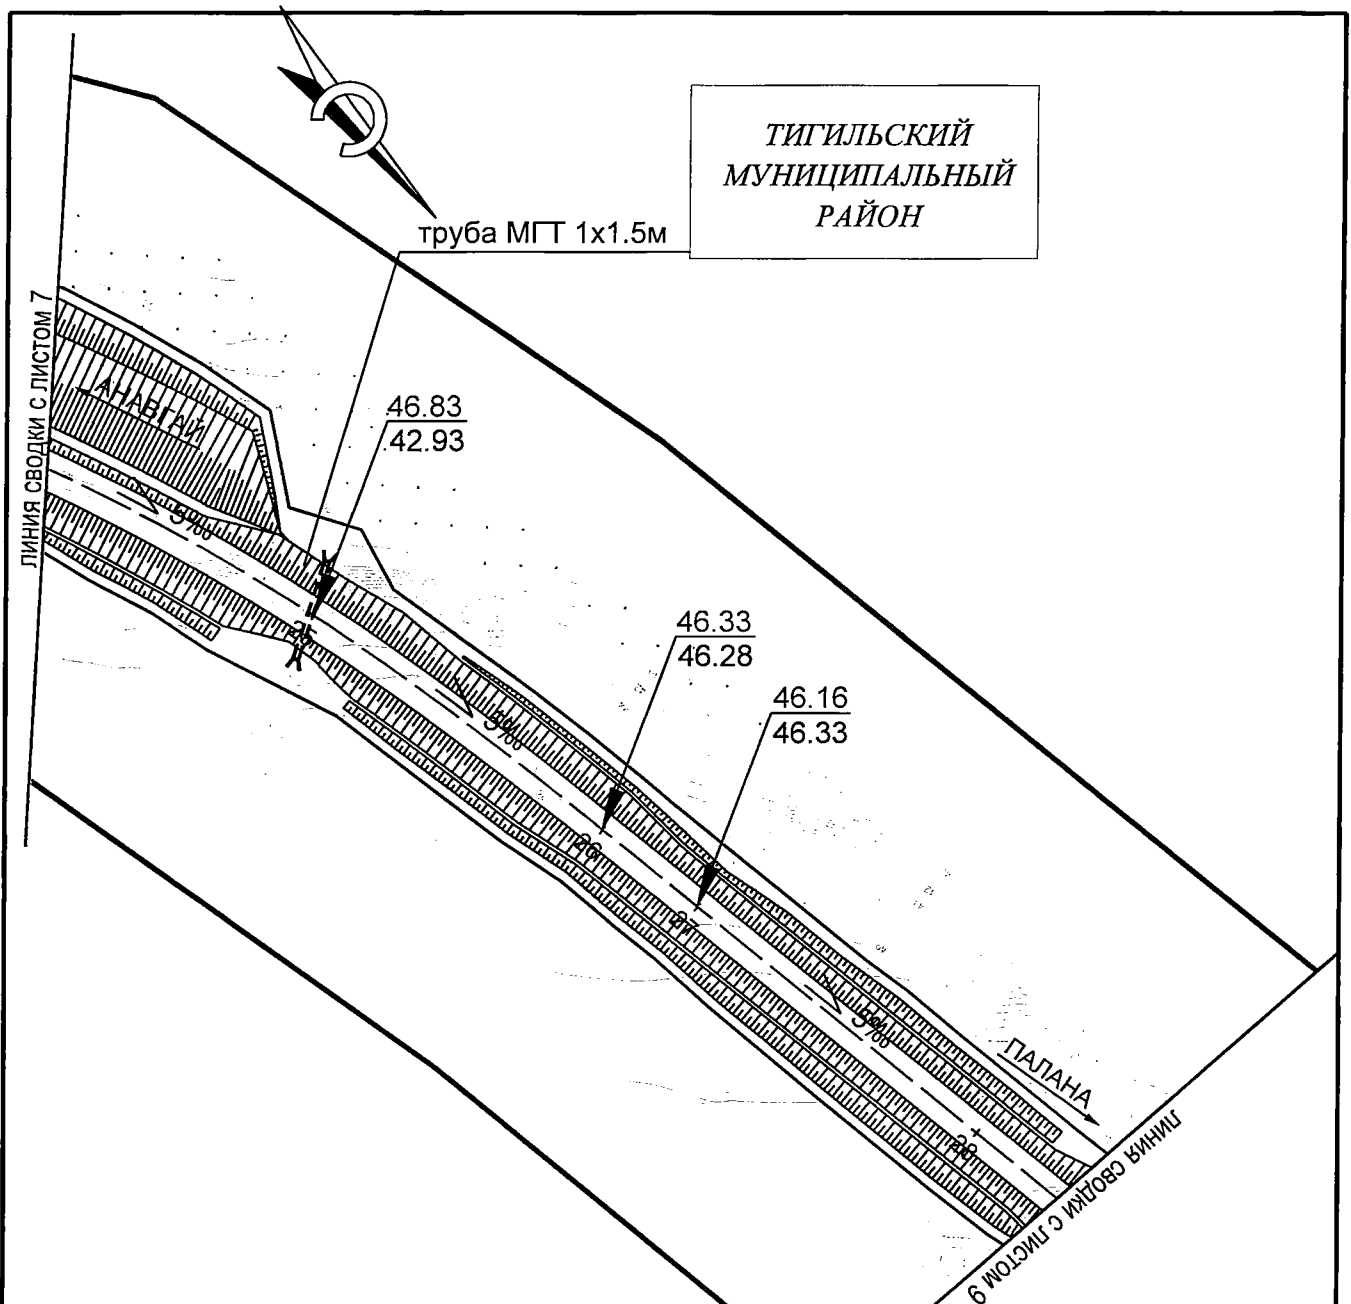 С
ТИГИЛЬСКИЙ
МУНИЦИПАЛЬНЫЙ
РАЙОН
труба МГТ 1х1.5м
ЛИНИЯ СВОДКИ С ЛИСТОМ 7
АНАВГАЙ
46.83
42.93
5‰
25
46.33
46.28
46.16
46.33
5‰
26
27
5‰
ПАЛАНА
28
ЛИНИЯ СВОДКИ С ЛИСТОМ 9